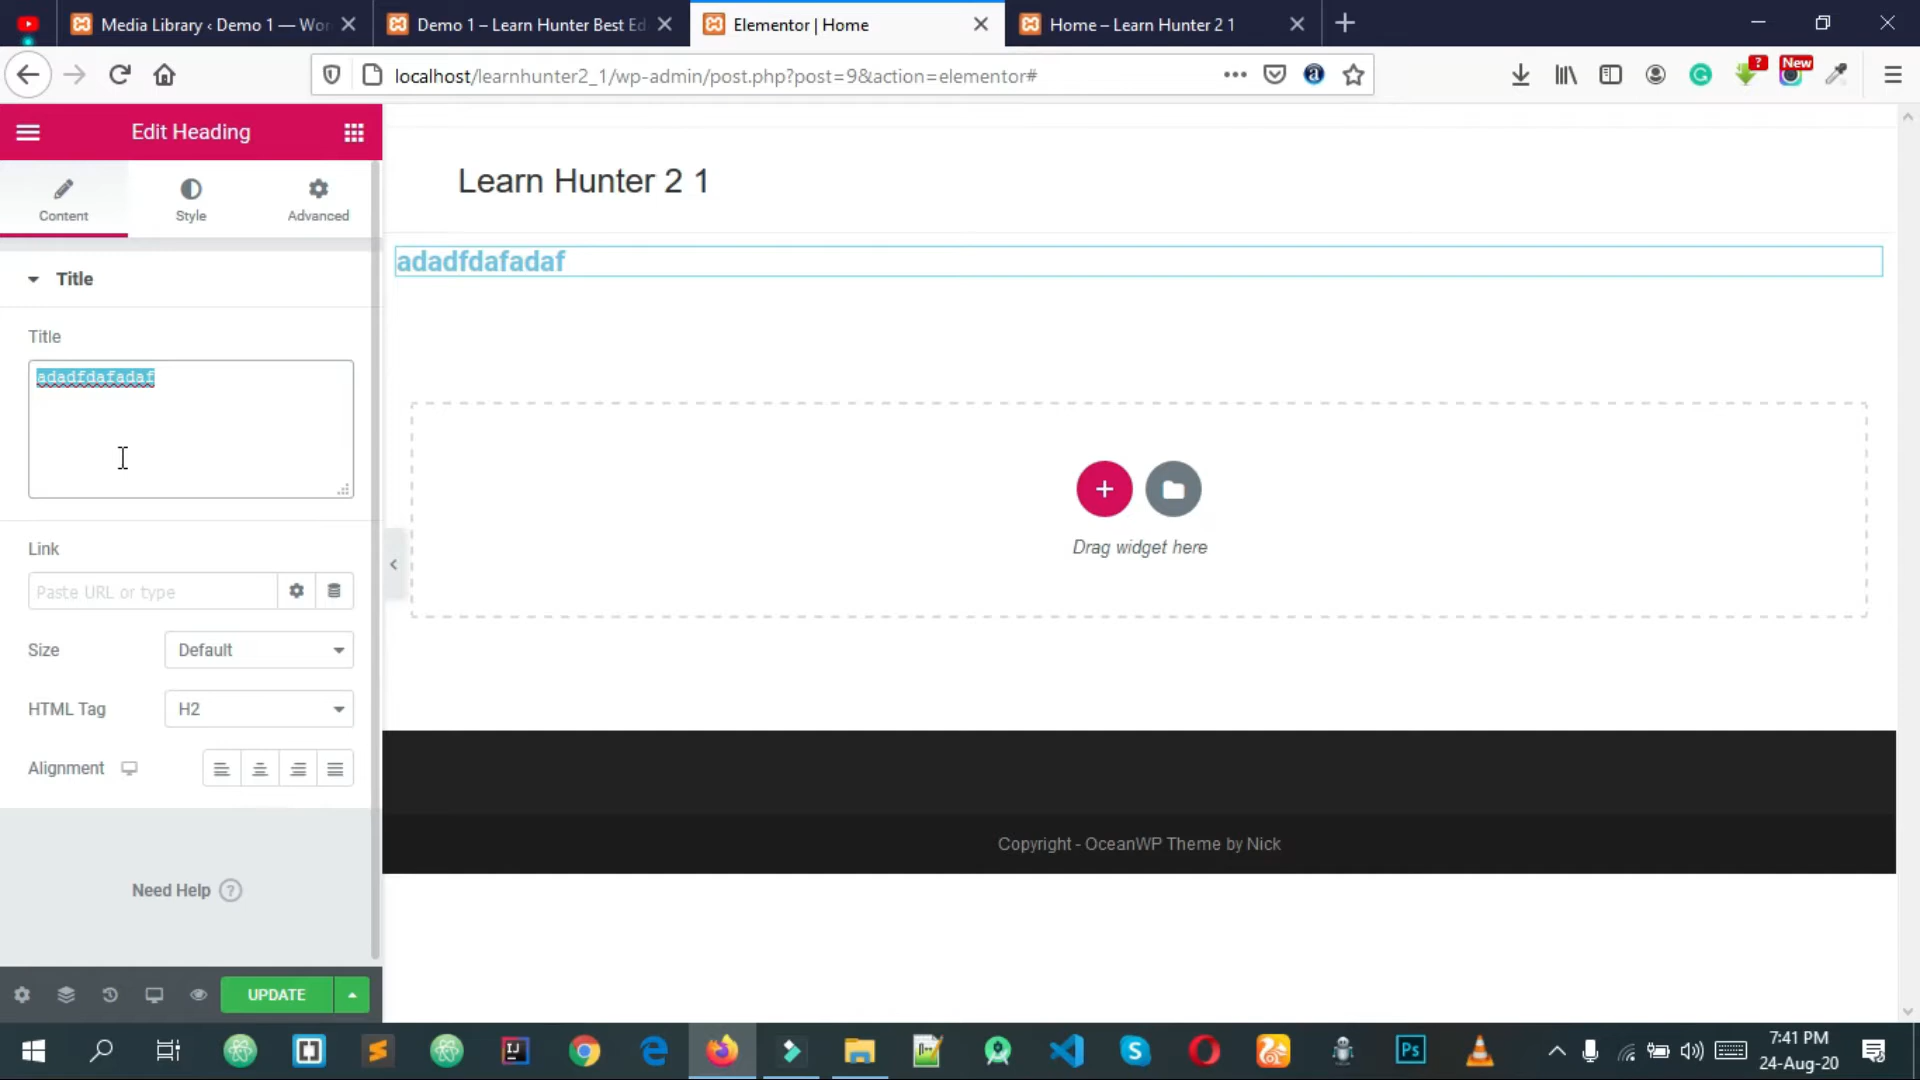 Media Library ‹ Demo 1 — Wor
Demo 1 – Learn Hunter Best Ed
Elementor | Home
Home – Learn Hunter 2 1
localhost/learnhunter2_1/wp-admin/post.php?post=9&action=elementor#
?
New
Edit Heading
Content
Style
Advanced
Learn Hunter 2 1
adadfdafadaf
Title
Title
adadfdafadaf
Drag widget here
Link
Paste URL or type
Size
Default
HTML Tag
H2
Alignment
Copyright - OceanWP Theme by Nick
Need Help ?
UPDATE
7:41 PM
24-Aug-20